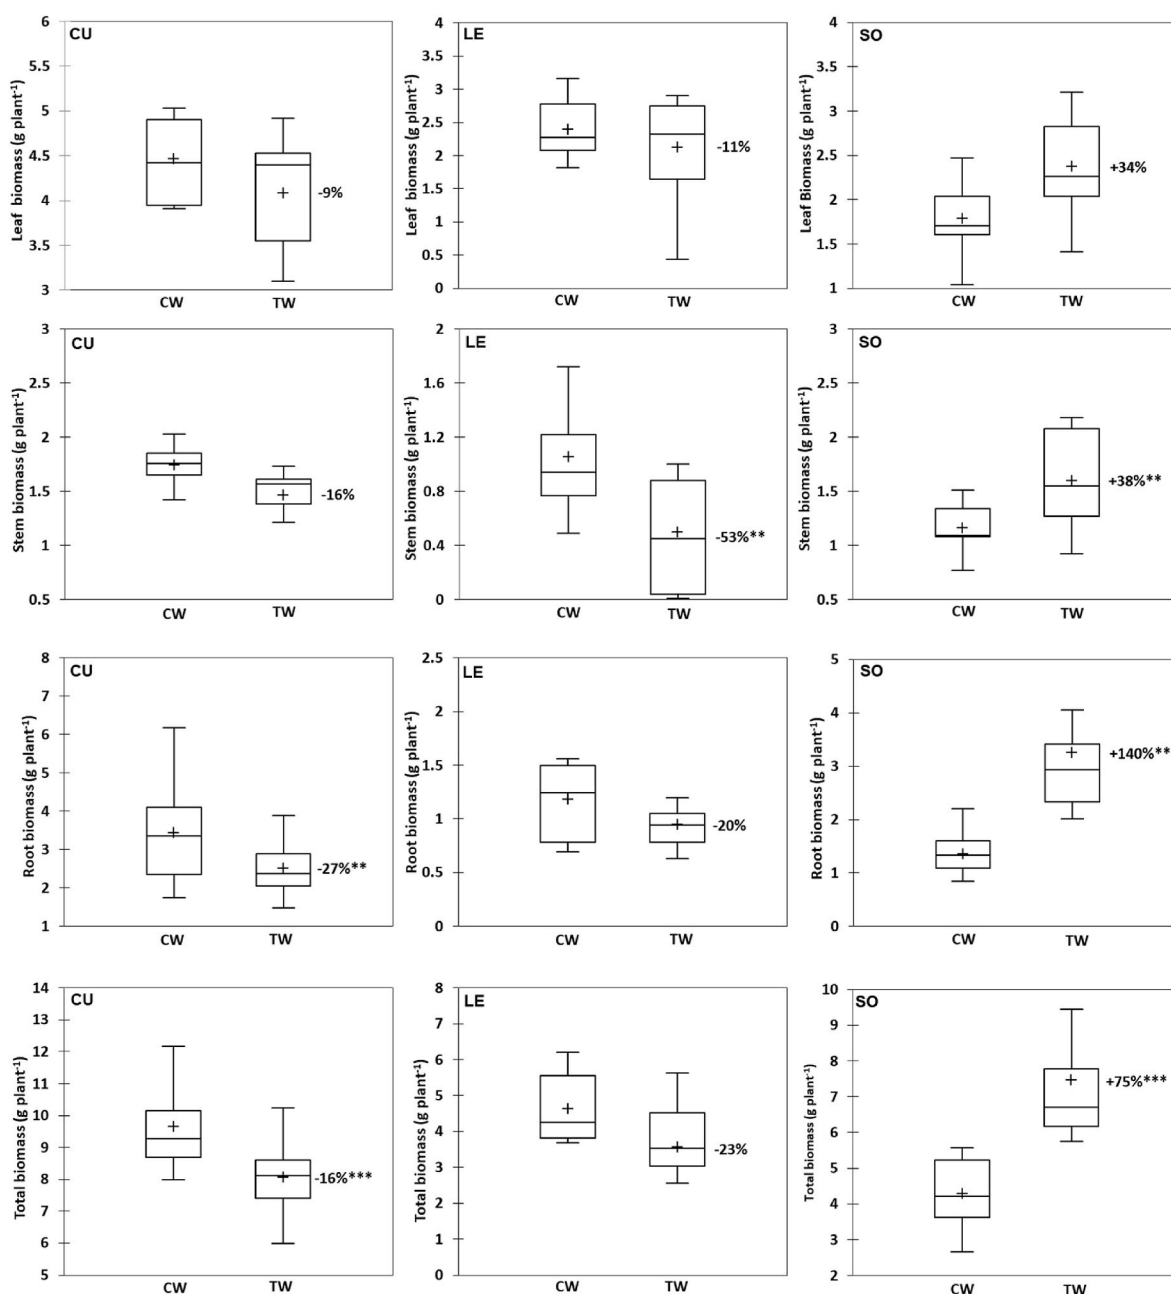 CU
Leaf biomass (g plant⁻¹)
6
5.5
5
4.5
4
3.5
3
-9%
CW TW
LE
Leaf biomass (g plant⁻¹)
4
3.5
3
2.5
2
1.5
1
0.5
0
-11%
CW TW
SO
Leaf Biomass (g plant⁻¹)
4
3.5
3
2.5
2
1.5
1
+34%
CW TW
CU
Stem biomass (g plant⁻¹)
3
2.5
2
1.5
1
0.5
-16%
CW TW
LE
Stem biomass (g plant⁻¹)
2
1.6
1.2
0.8
0.4
0
-53%**
CW TW
SO
Stem biomass (g plant⁻¹)
3
2.5
2
1.5
1
0.5
+38%**
CW TW
CU
Root biomass (g plant⁻¹)
8
7
6
5
4
3
2
1
-27%**
CW TW
LE
Root biomass (g plant⁻¹)
2.5
2
1.5
1
0.5
0
-20%
CW TW
SO
Root biomass (g plant⁻¹)
5
4
3
2
1
0
+140%**
CW TW
CU
Total biomass (g plant⁻¹)
14
13
12
11
10
9
8
7
6
5
-16%***
CW TW
LE
Total biomass (g plant⁻¹)
8
7
6
5
4
3
2
1
0
-23%
CW TW
SO
Total biomass (g plant⁻¹)
10
9
8
7
6
5
4
3
2
+75%***
CW TW